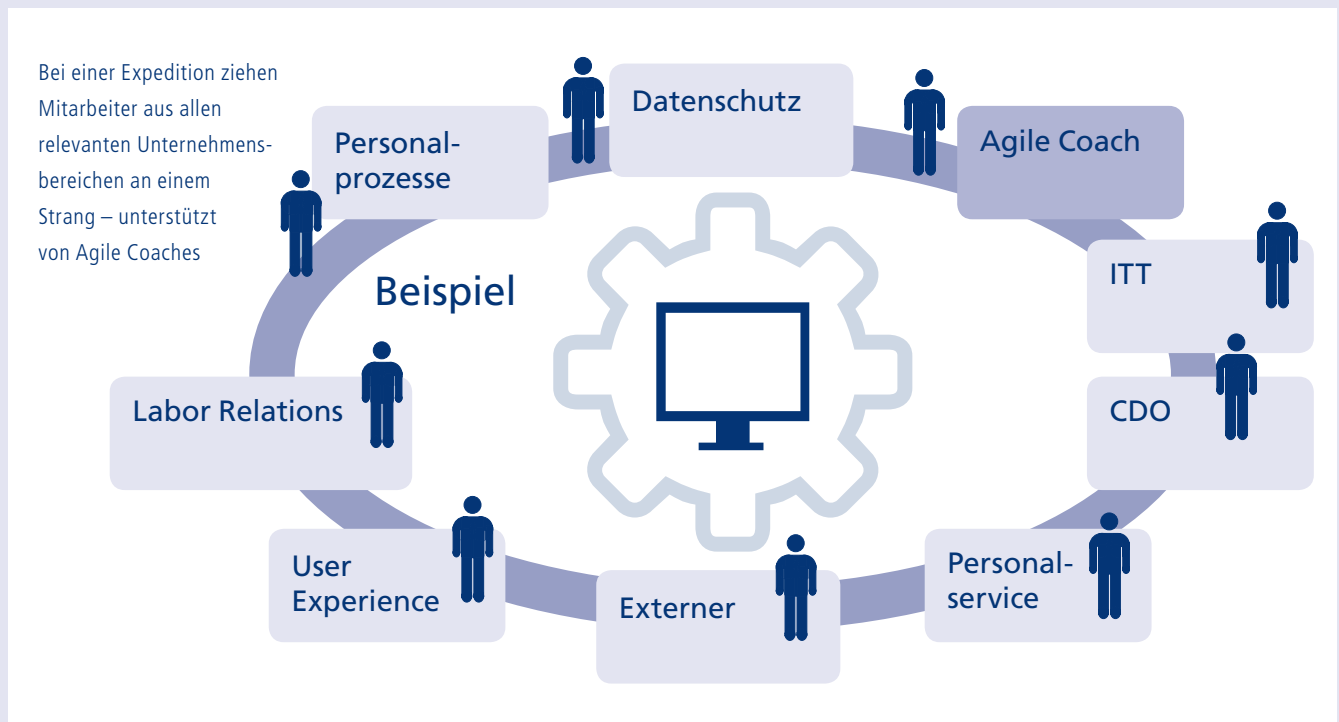 Bei einer Expedition ziehen
Mitarbeiter aus allen
relevanten Unternehmens-
bereichen an einem
Strang – unterstützt
von Agile Coaches
Personal-
prozesse
Datenschutz
Agile Coach
ITT
CDO
Personal-
service
Externer
User
Experience
Labor Relations
Beispiel